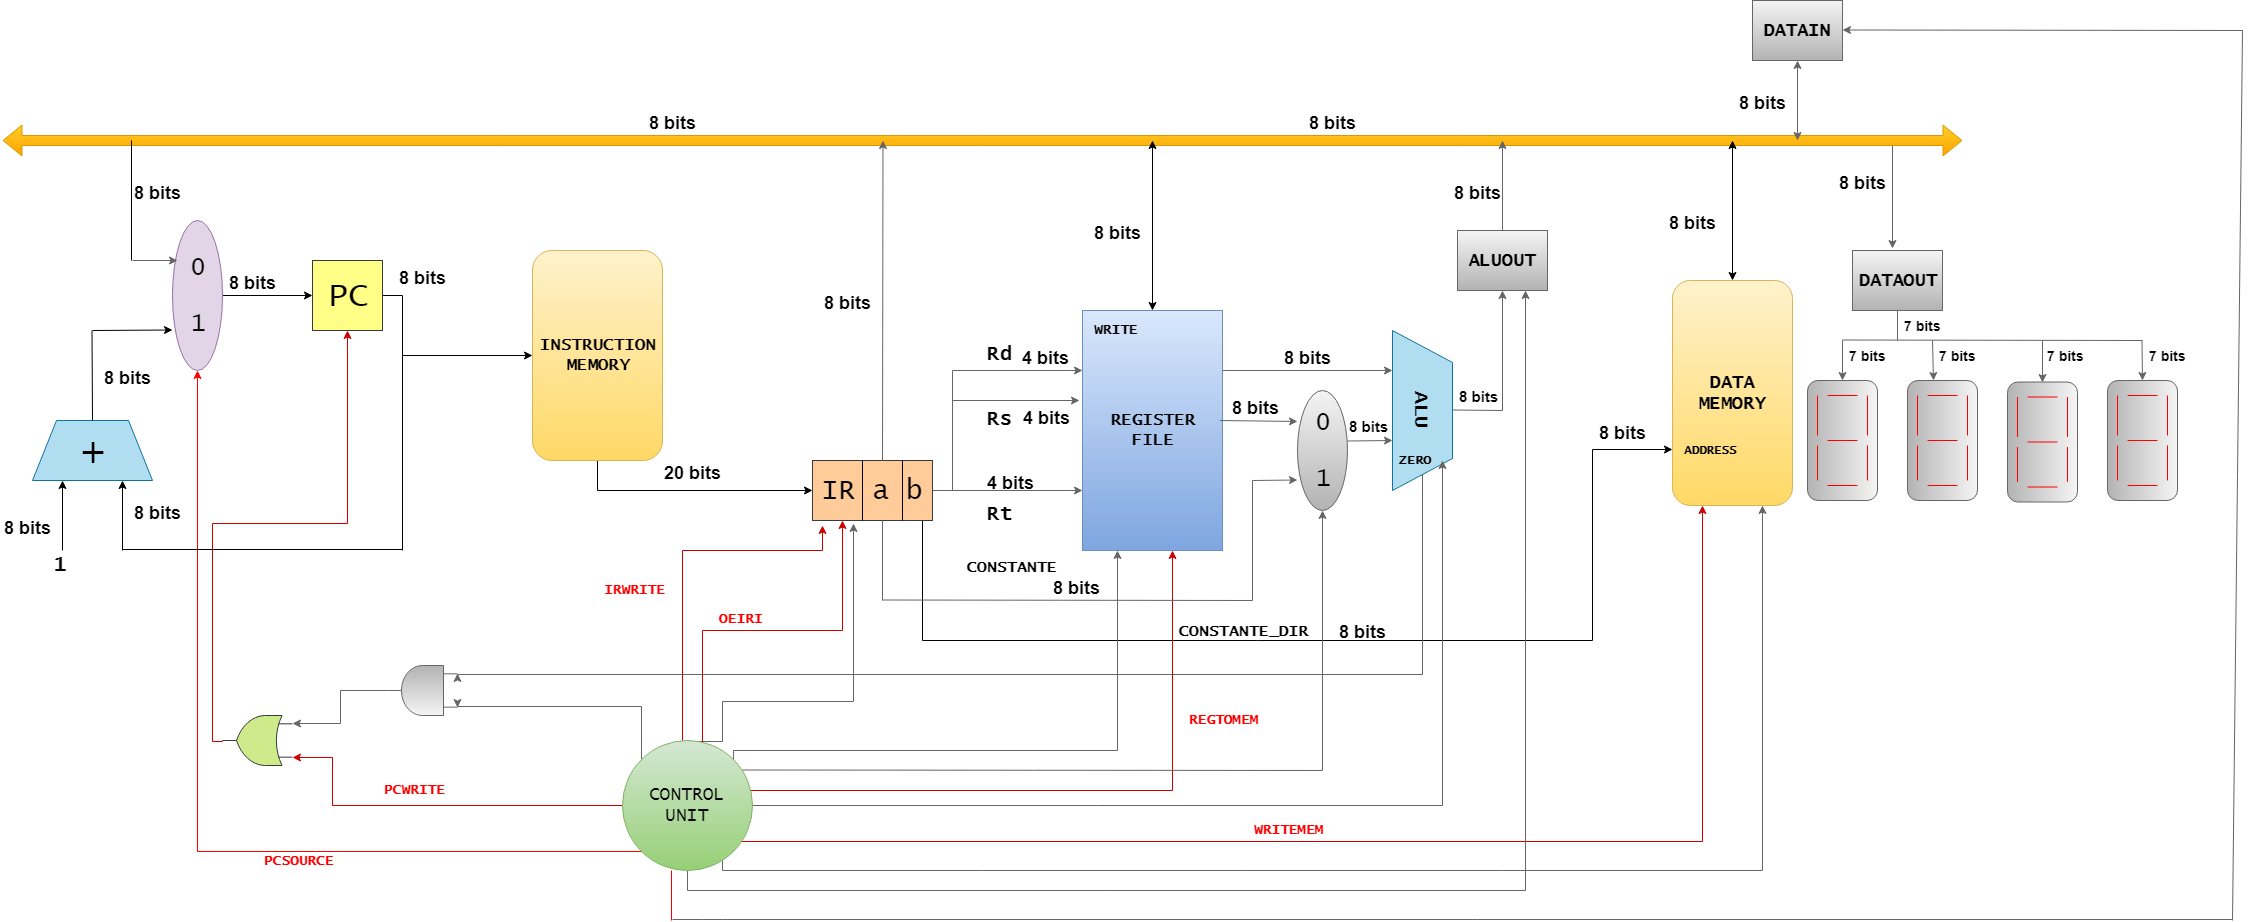 DATAIN
8 bits
8 bits
8 bits
8 bits
8 bits
8 bits
8 bits
8 bits
8 bits
0
1
8 bits
PC
8 bits
8 bits
ALUOUT
DATAOUT
7 bits
7 bits
7 bits
7 bits
7 bits
INSTRUCTION
MEMORY
WRITE
REGISTER
FILE
Rd 4 bits
Rs 4 bits
4 bits
Rt
8 bits
8 bits
0
1
8 bits
ALU
ZERO
8 bits
DATA
MEMORY
ADDRESS
8 bits
8 bits
+
8 bits
8 bits
1
20 bits
IR
a
b
CONSTANTE
8 bits
IRWRITE
OEIRI
CONSTANTE_DIR 8 bits
REGTOMEM
PCWRITE
CONTROL
UNIT
WRITEMEM
PCSOURCE